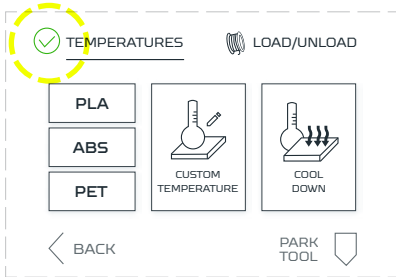 TEMPERATURES
LOAD/UNLOAD
PLA
ABS
PET
CUSTOM
TEMPERATURE
COOL
DOWN
BACK
PARK
TOOL